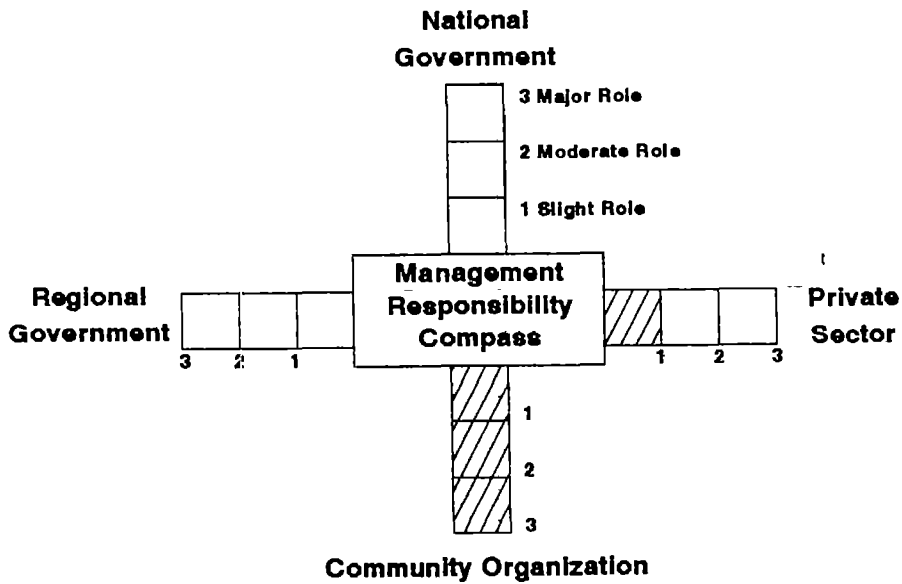 National
Government
3 Major Role
2 Moderate Role
1 Slight Role
Management
Responsibility
Compass
Regional
Government
3 2 1
Private
Sector
1 2 3
1
2
3
Community Organization